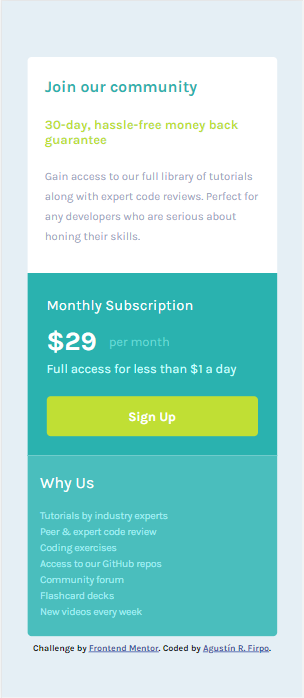 Join our community
30-day, hassle-free money back
guarantee
Gain access to our full library of tutorials
along with expert code reviews. Perfect for
any developers who are serious about
honing their skills.
Monthly Subscription
$29 per month
Full access for less than $1 a day
Sign Up
Why Us
Tutorials by industry experts
Peer & expert code review
Coding exercises
Access to our GitHub repos
Community forum
Flashcard decks
New videos every week
Challenge by Frontend Mentor. Coded by Agustín R. Firpo.